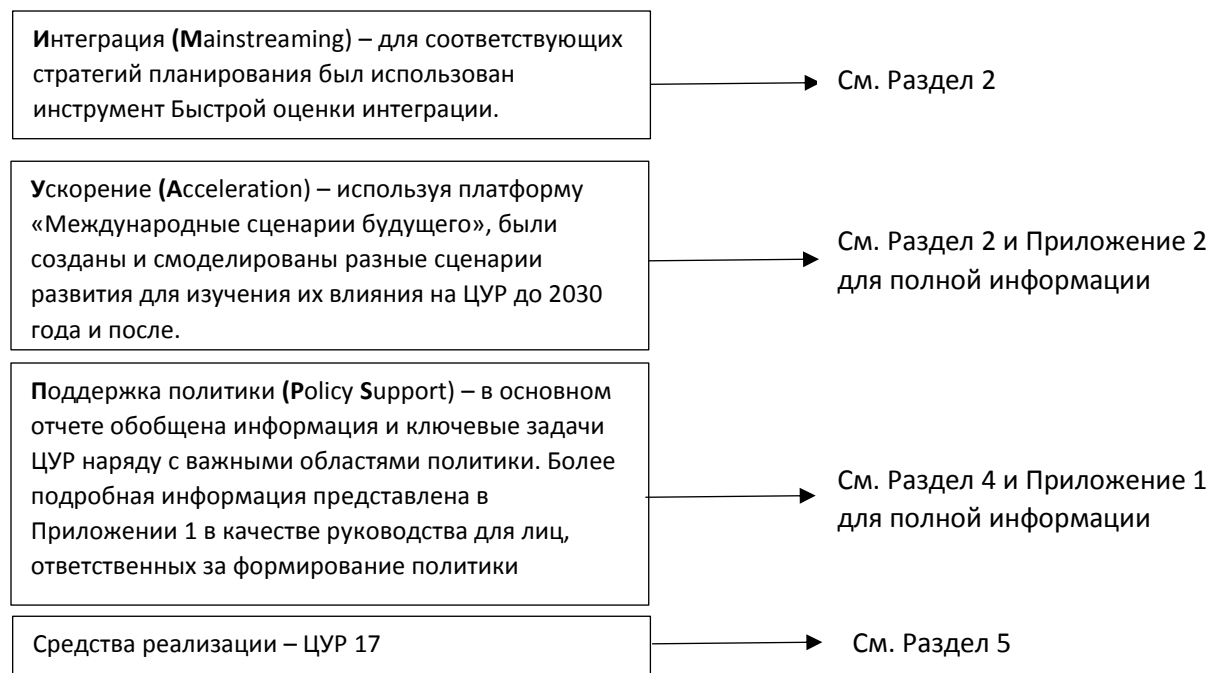 Интеграция (Mainstreaming) – для соответствующих
стратегий планирования был использован
инструмент Быстрой оценки интеграции.
См. Раздел 2
Ускорение (Acceleration) – используя платформу
«Международные сценарии будущего», были
созданы и смоделированы разные сценарии
развития для изучения их влияния на ЦУР до 2030
года и после.
См. Раздел 2 и Приложение 2
для полной информации
Поддержка политики (Policy Support) – в основном
отчете обобщена информация и ключевые задачи
ЦУР наряду с важными областями политики. Более
подробная информация представлена в
Приложении 1 в качестве руководства для лиц,
ответственных за формирование политики
См. Раздел 4 и Приложение 1
для полной информации
Средства реализации – ЦУР 17
См. Раздел 5